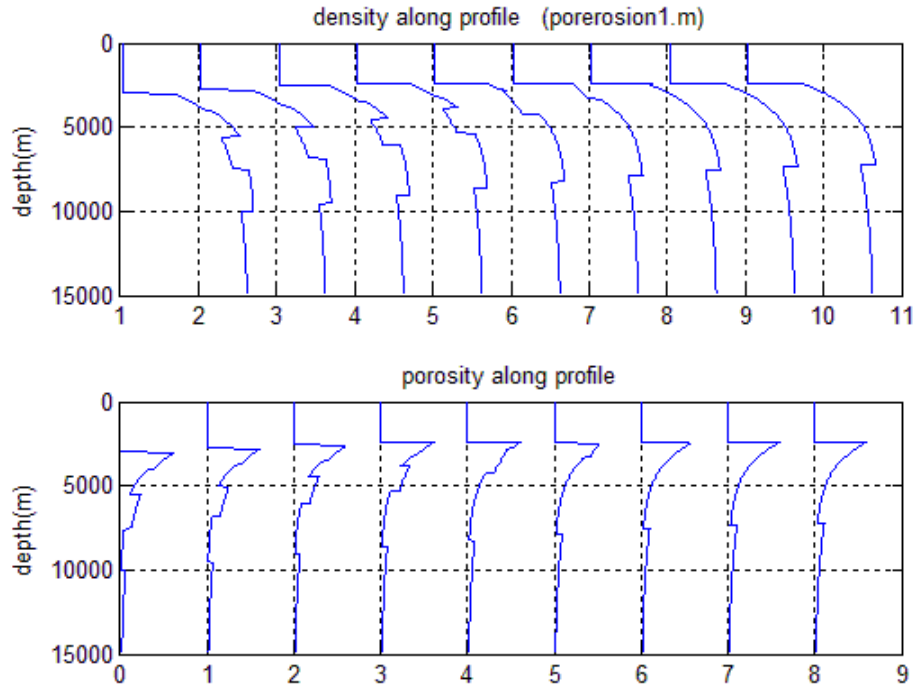 density along profile (porerosion1.m)
0
5000
10000
15000
depth(m)
1 2 3 4 5 6 7 8 9 10 11
porosity along profile
0
5000
10000
15000
depth(m)
0 1 2 3 4 5 6 7 8 9